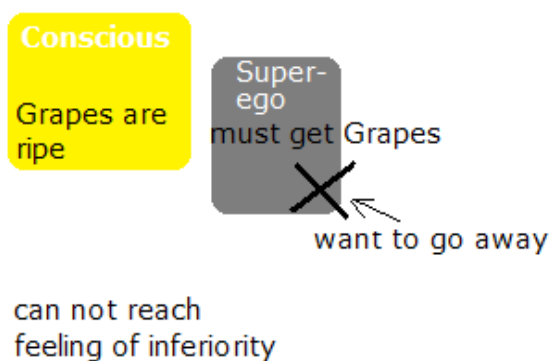 Conscious
Grapes are
ripe
Super-
ego
must get Grapes
want to go away
can not reach
feeling of inferiority